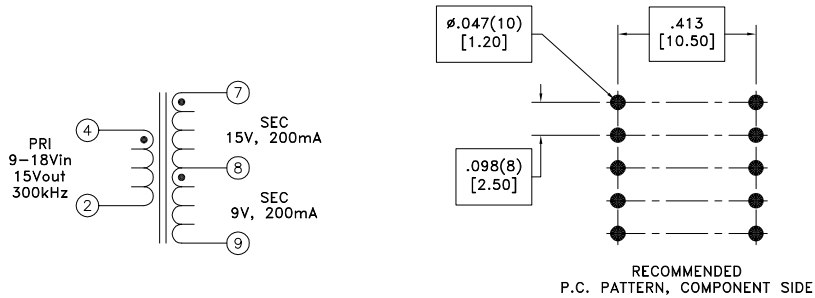 4
2
PRI
9-18Vin
15Vout
300kHz
7
SEC
15V, 200mA
8
SEC
9V, 200mA
9
ø.047(10)
[1.20]
.413
[10.50]
.098(8)
[2.50]
RECOMMENDED
P.C. PATTERN, COMPONENT SIDE